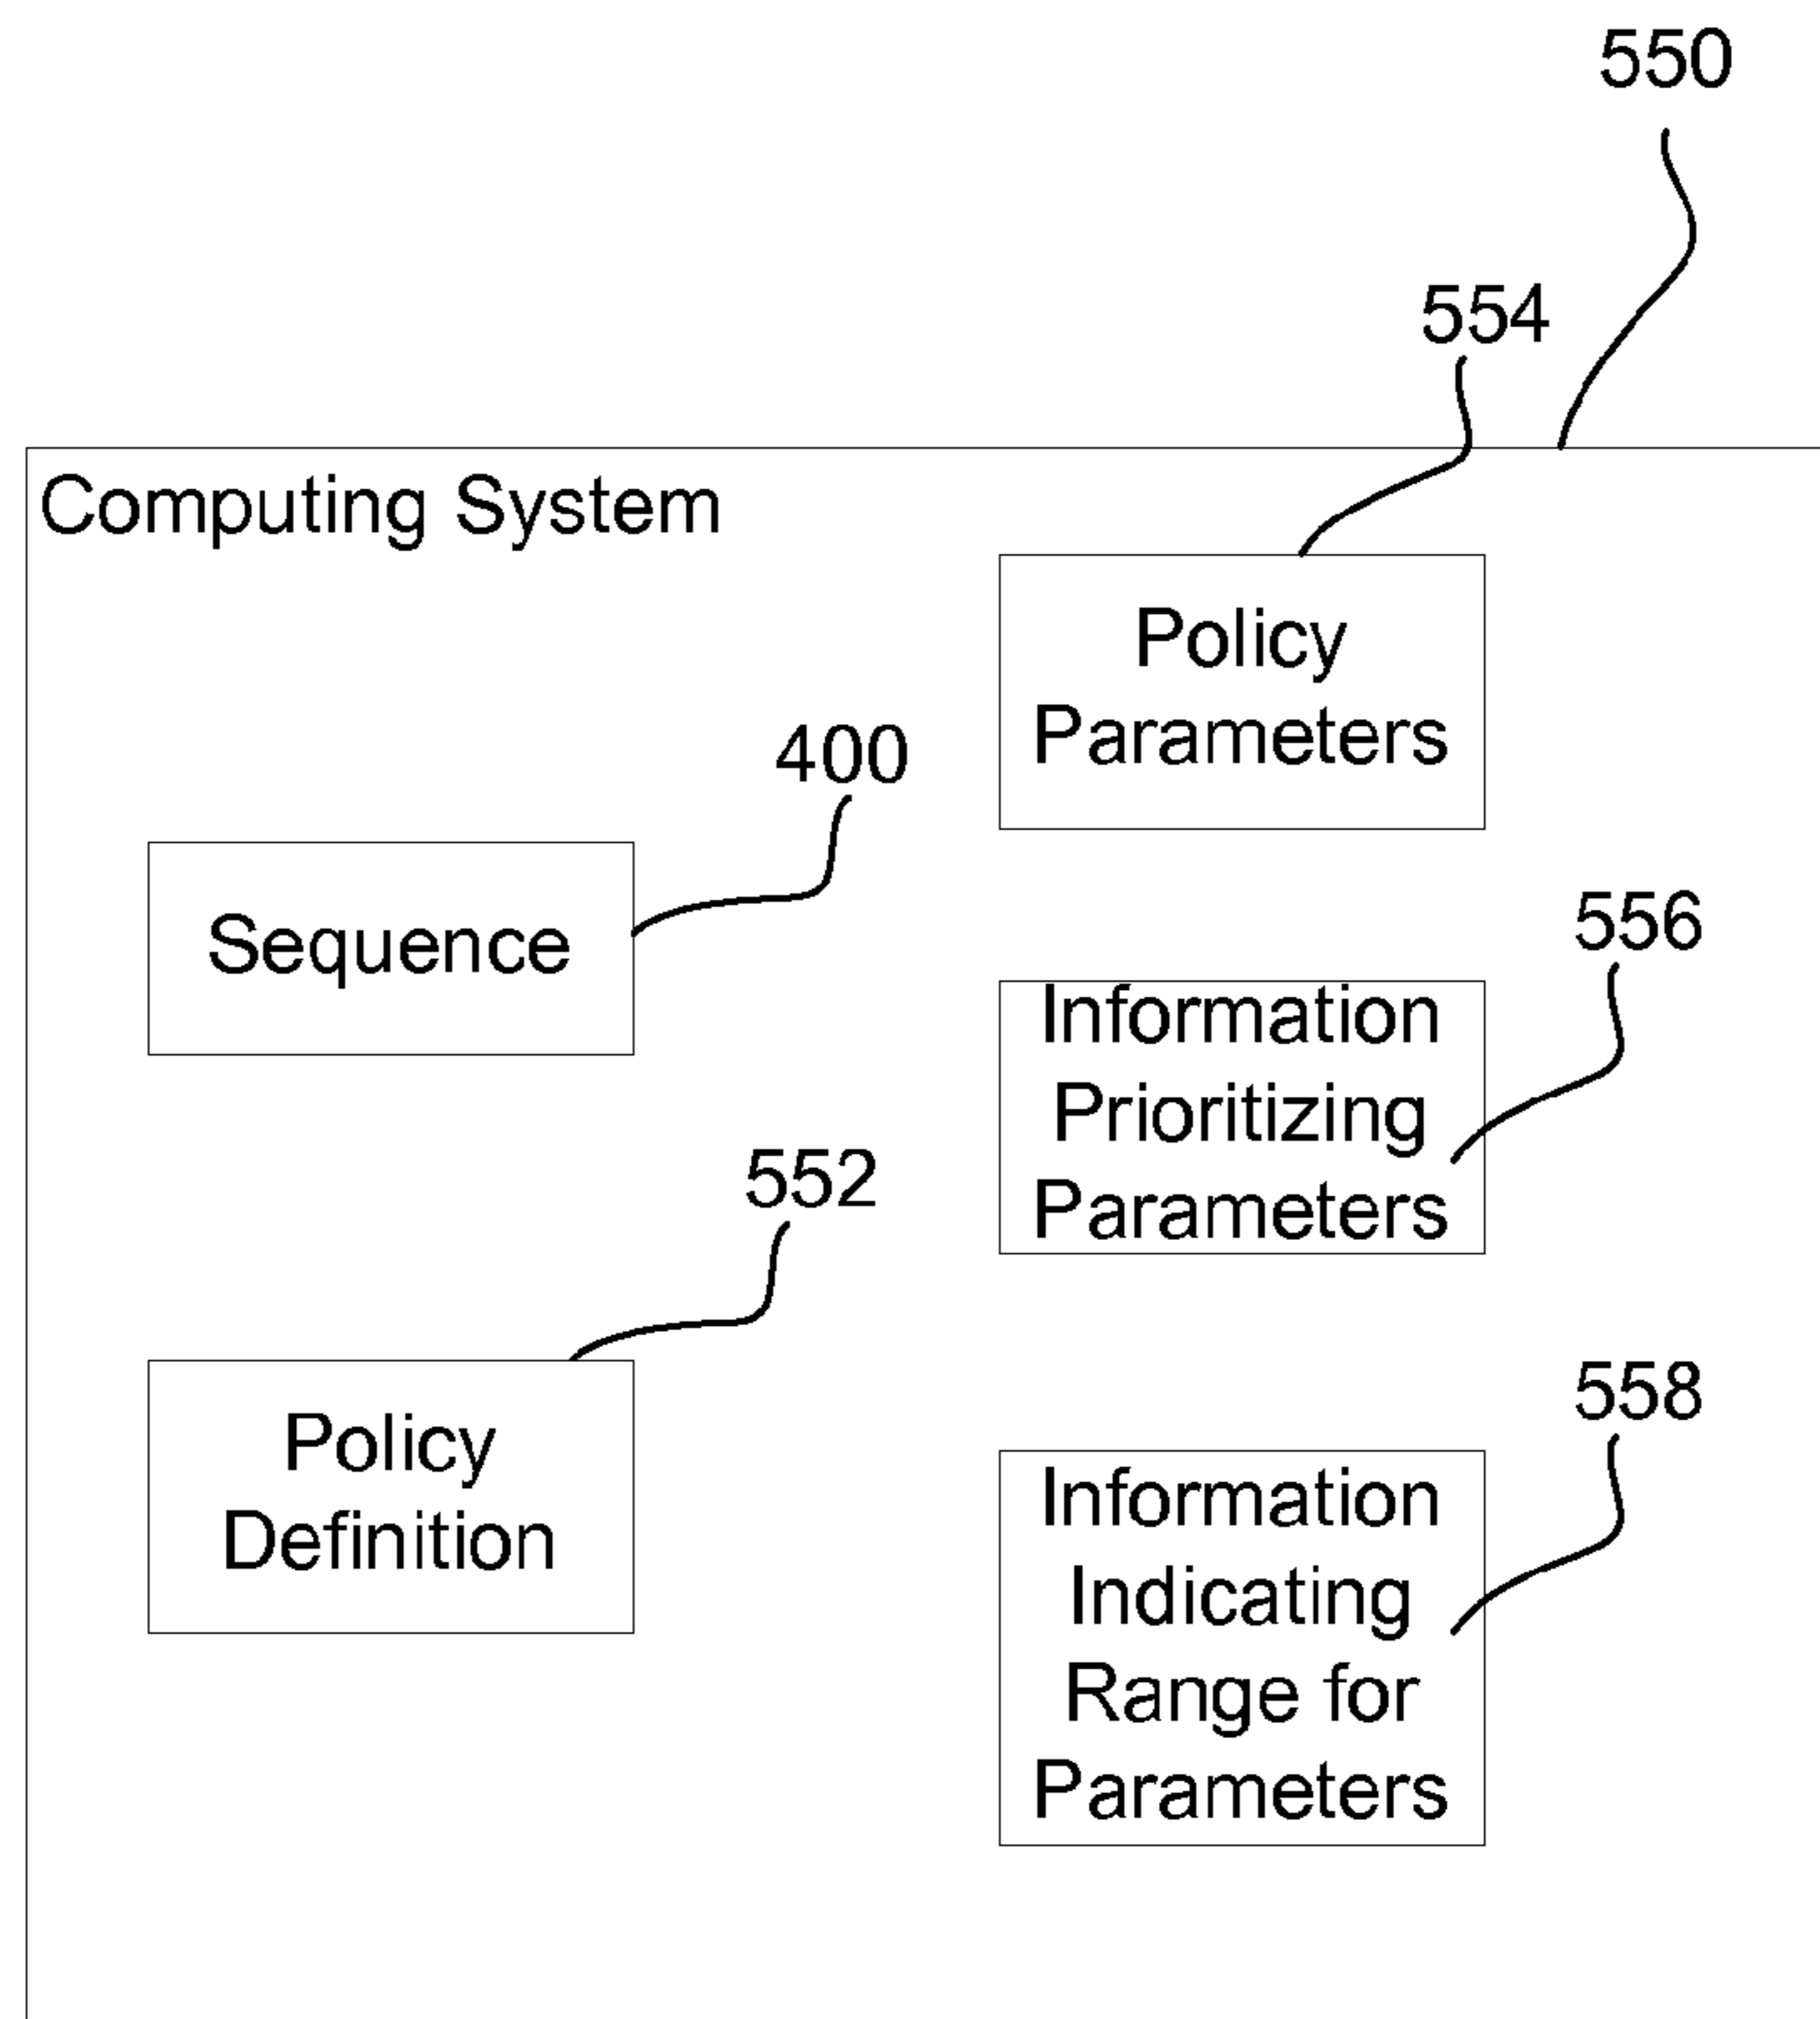 550
554
Computing System
Policy
Parameters
400
Sequence
556
Information
Prioritizing
Parameters
552
Policy
Definition
558
Information
Indicating
Range for
Parameters